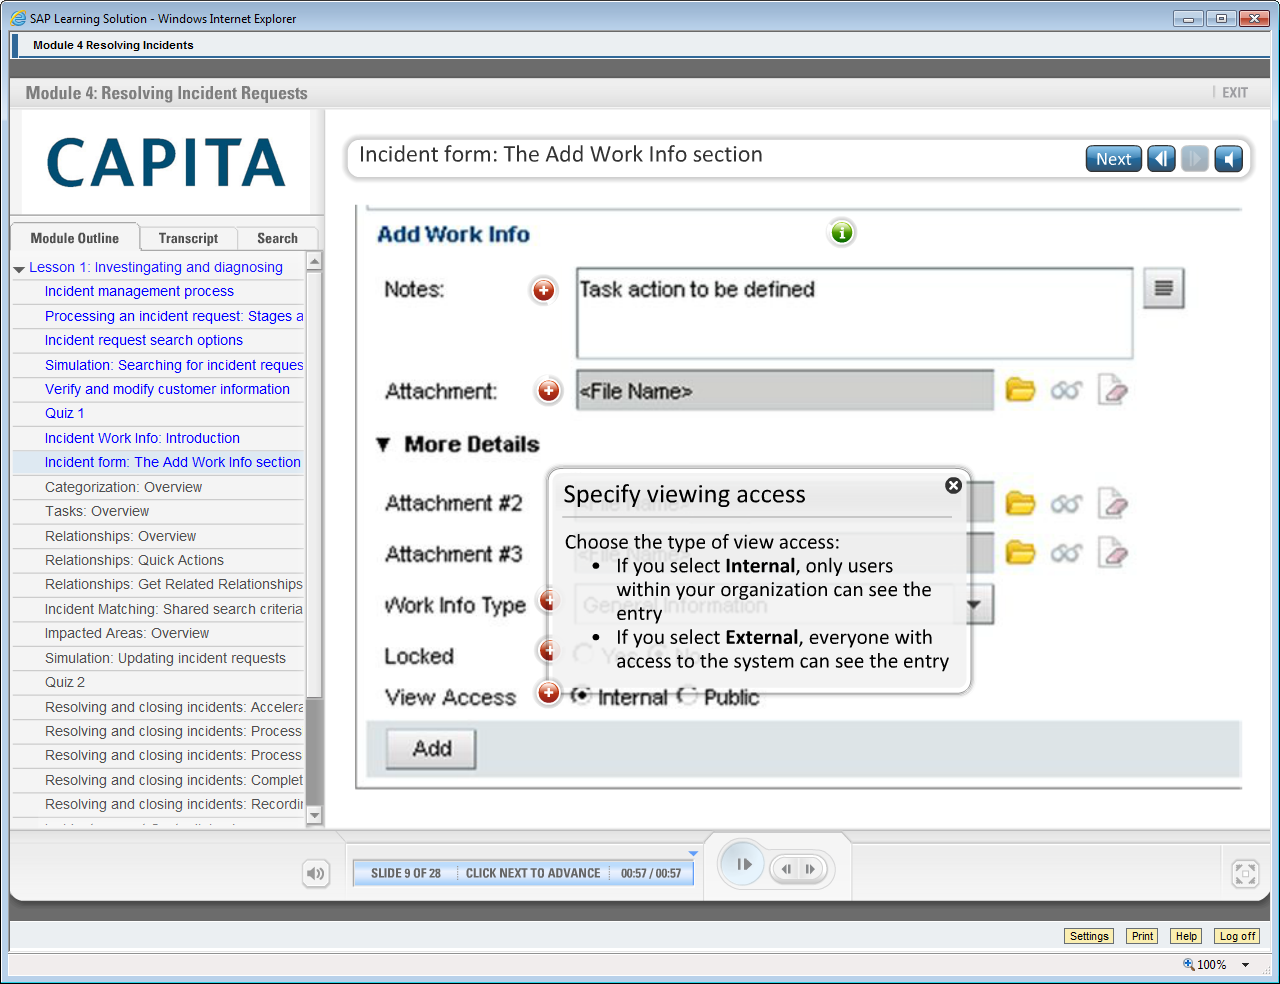 SAP Learning Solution - Windows Internet Explorer
Module 4 Resolving Incidents
Module 4: Resolving Incident Requests
EXIT
CAPITA
Incident form: The Add Work Info section
Next
Module Outline
Transcript
Search
Lesson 1: Investingating and diagnosing
Incident management process
Processing an incident request: Stages a
Incident request search options
Simulation: Searching for incident reques
Verify and modify customer information
Quiz 1
Incident Work Info: Introduction
Incident form: The Add Work Info section
Categorization: Overview
Tasks: Overview
Relationships: Overview
Relationships: Quick Actions
Relationships: Get Related Relationships
Incident Matching: Shared search criteria
Impacted Areas: Overview
Simulation: Updating incident requests
Quiz 2
Resolving and closing incidents: Accelera
Resolving and closing incidents: Process
Resolving and closing incidents: Process
Resolving and closing incidents: Complet
Resolving and closing incidents: Recordin
Add Work Info
Notes:
Task action to be defined
Attachment:
<File Name>
More Details
Attachment #2
Attachment #3
Work Info Type
General Information
Locked
Yes
No
View Access
Internal
Public
Add
Specify viewing access
Choose the type of view access:
• If you select Internal, only users
within your organization can see the
entry
• If you select External, everyone with
access to the system can see the entry
SLIDE 9 OF 28
CLICK NEXT TO ADVANCE
00:57 / 00:57
Settings
Print
Help
Log off
100%